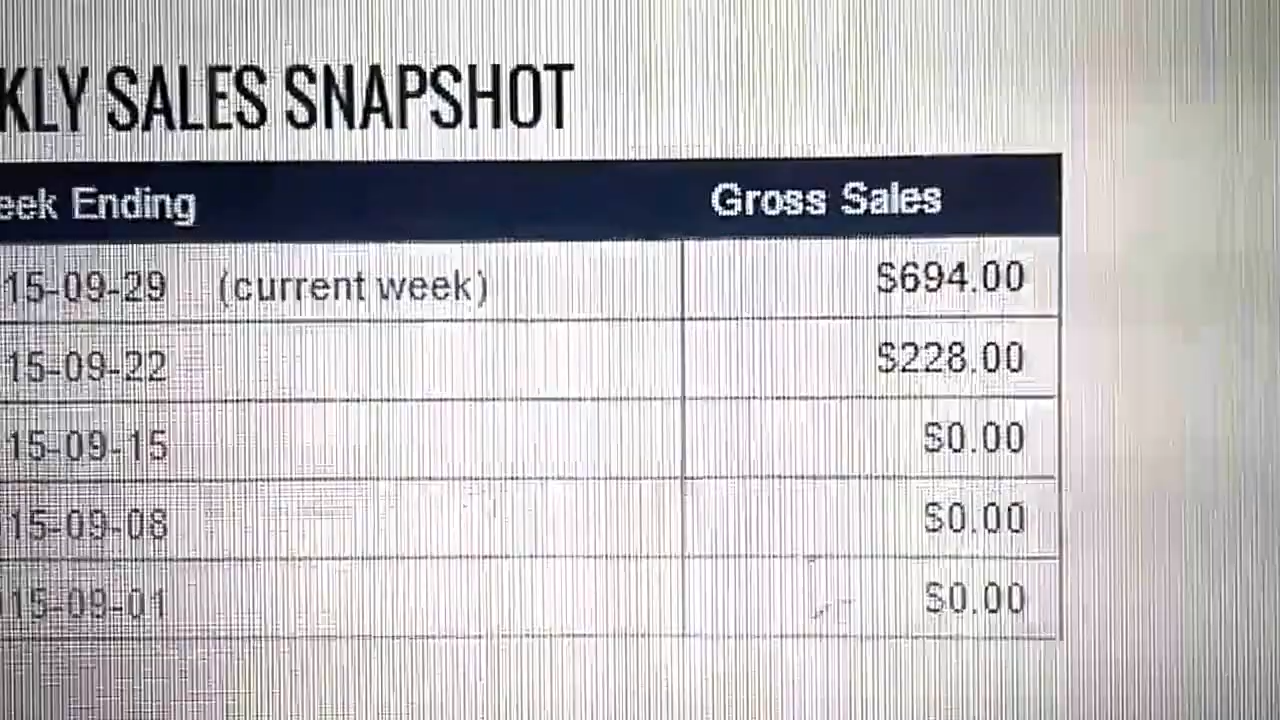 KLY SALES SNAPSHOT
eek Ending Gross Sales
15-09-29 (current week) $694.00
15-09-22 $228.00
15-09-15 $0.00
15-09-08 $0.00
15-09-01 $0.00